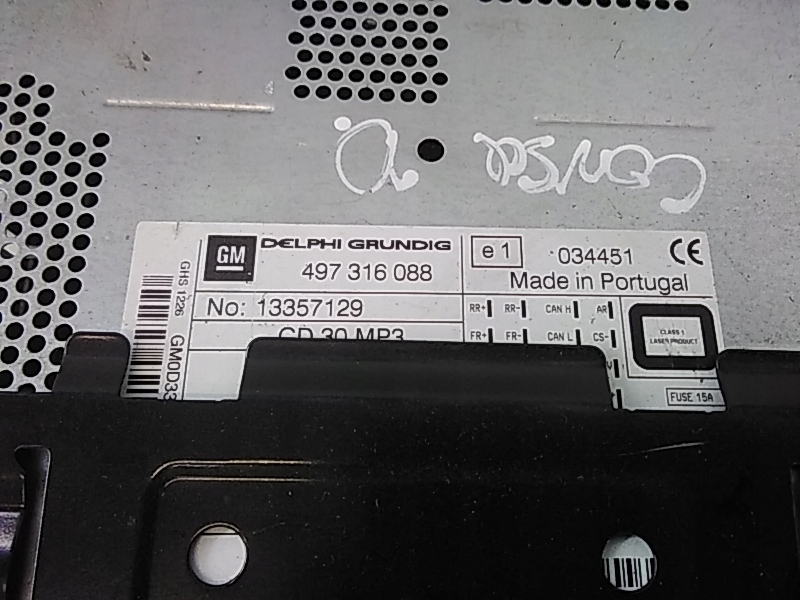 GM
DELPHI GRUNDIG
497 316 088
e1 034451 CE
Made in Portugal
No: 13357129
CD 30 MP3
RR+ RR- CAN H AR
FR+ FR- CAN L CS-
CLASS 1
LASER PRODUCT
FUSE 15A
GHS 1226
CORSA